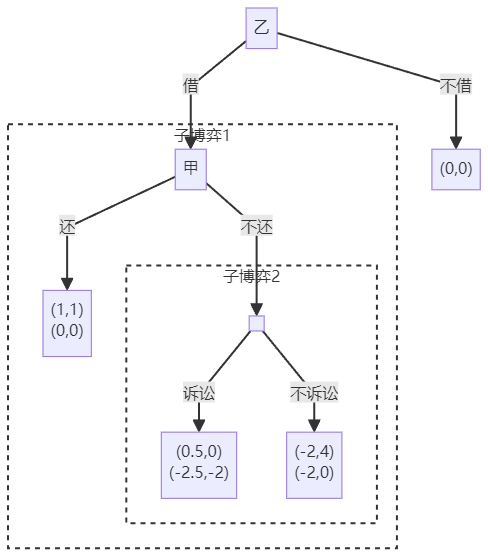 乙
借
不借
子博弈1
甲
(0,0)
还
不还
子博弈2
(1,1)
(0,0)
诉讼
不诉讼
(0.5,0)
(-2.5,-2)
(-2,4)
(-2,0)